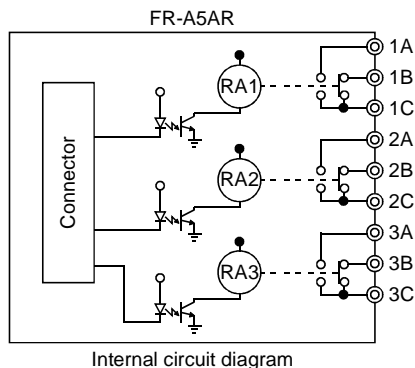 FR-A5AR
Connector
RA1
1A
1B
1C
RA2
2A
2B
2C
RA3
3A
3B
3C
Internal circuit diagram